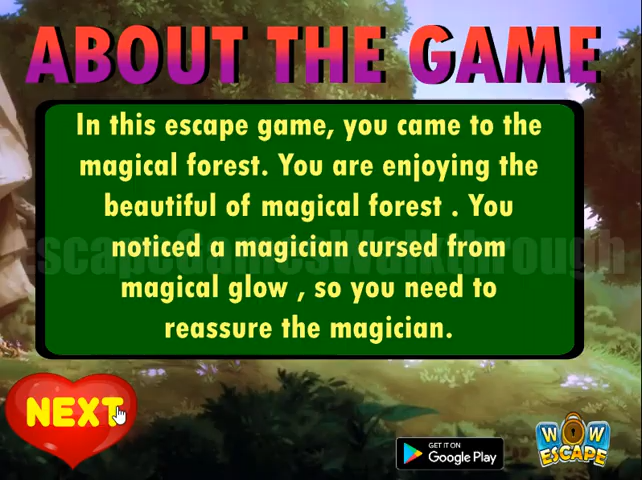 ABOUT THE GAME
In this escape game, you came to the
magical forest. You are enjoying the
beautiful of magical forest . You
noticed a magician cursed from
magical glow , so you need to
reassure the magician.
EscapeGamesWalkthrough
NEXT
GET IT ON
Google Play
WOW
ESCAPE